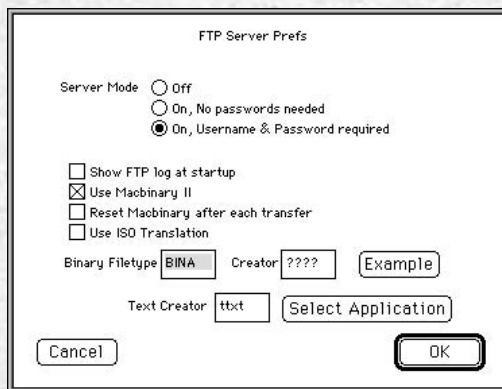 FTP Server Prefs
Server Mode Off
On, No passwords needed
On, Username & Password required
Show FTP log at startup
Use Macbinary II
Reset Macbinary after each transfer
Use ISO Translation
Binary Filetype BINA Creator ???? Example
Text Creator ttxt Select Application
Cancel OK